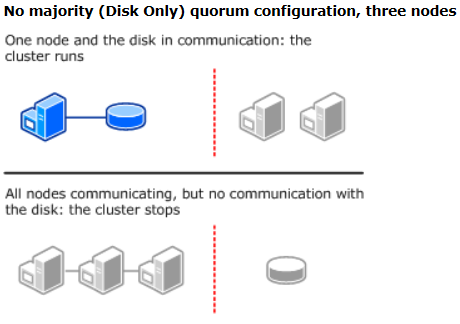 No majority (Disk Only) quorum configuration, three nodes
One node and the disk in communication: the
cluster runs
All nodes communicating, but no communication with
the disk: the cluster stops